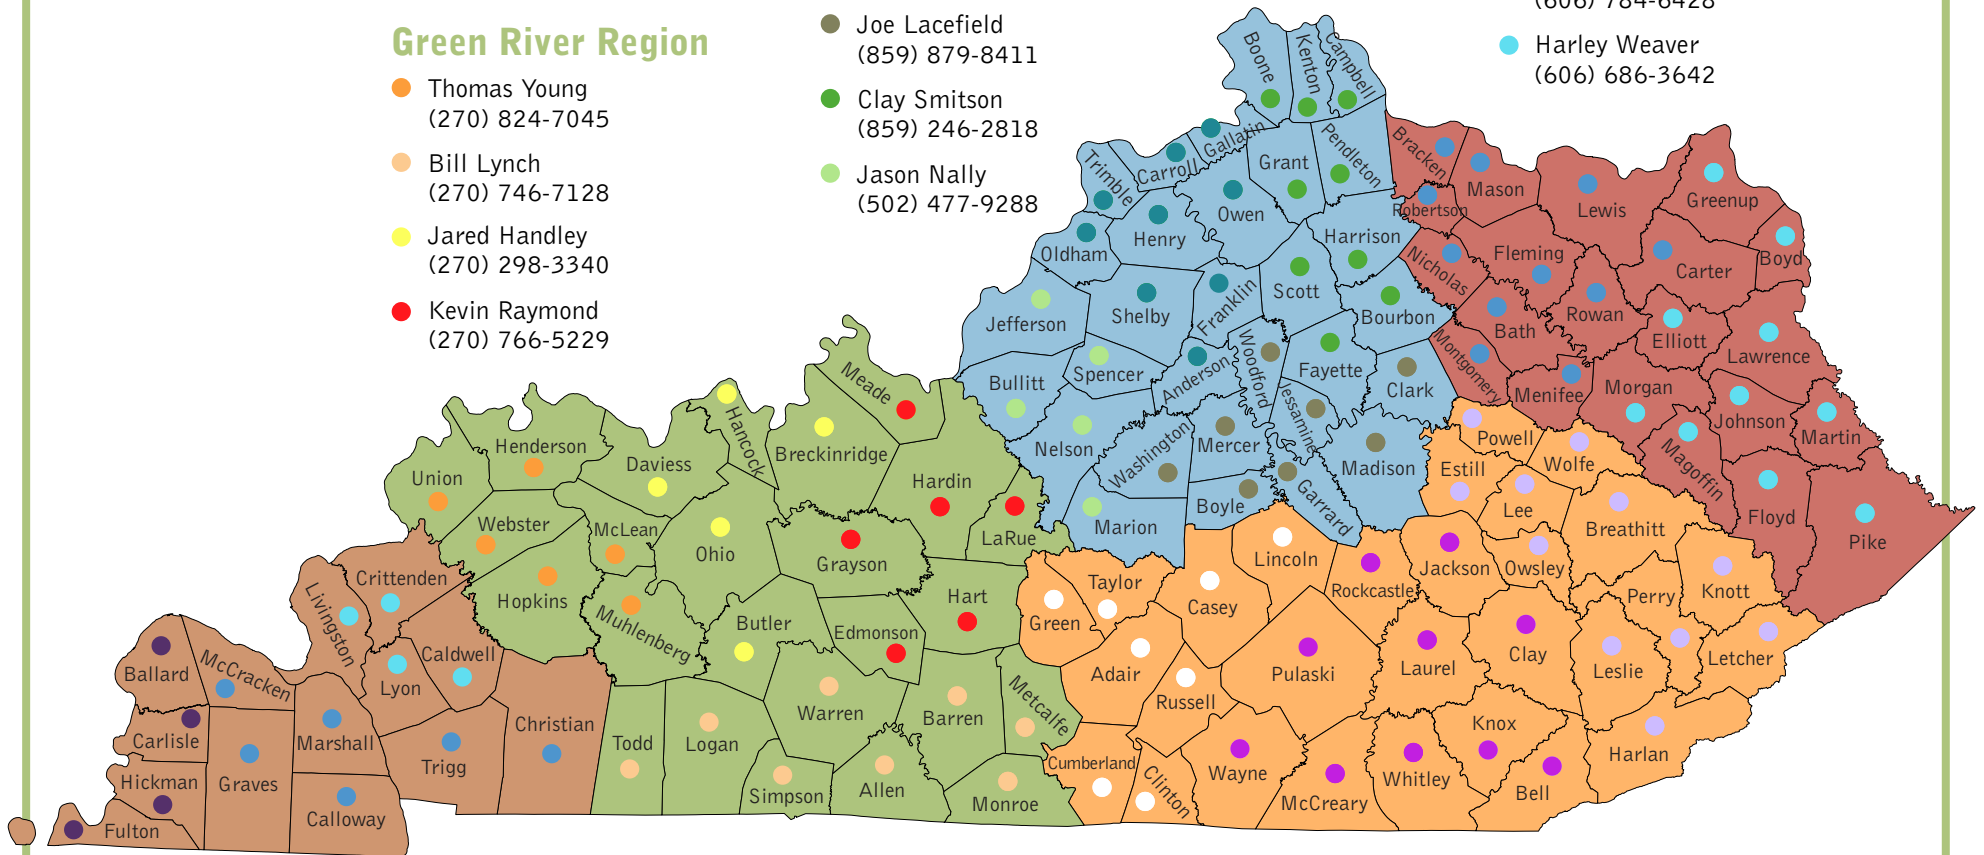 Green River Region
Thomas Young
(270) 824-7045
Bill Lynch
(270) 746-7128
Jared Handley
(270) 298-3340
Kevin Raymond
(270) 766-5229
Joe Lacefield
(859) 879-8411
Clay Smitson
(859) 246-2818
Jason Nally
(502) 477-9288
(606) 784-6428
Harley Weaver
(606) 686-3642
Boone
Kenton
Campbell
Gallatin
Carroll
Trimble
Grant
Pendleton
Owen
Henry
Oldham
Harrison
Scott
Franklin
Shelby
Jefferson
Bourbon
Bullitt
Spencer
Anderson
Woodford
Fayette
Clark
Jessamine
Nelson
Washington
Mercer
Madison
Boyle
Garrard
Marion
Bracken
Mason
Robertson
Lewis
Greenup
Nicholas
Fleming
Carter
Boyd
Bath
Rowan
Elliott
Lawrence
Montgomery
Menifee
Morgan
Johnson
Martin
Magoffin
Floyd
Pike
Meade
Hancock
Breckinridge
Henderson
Union
Daviess
Hardin
Webster
McLean
Ohio
Grayson
LaRue
Hopkins
Muhlenberg
Butler
Edmonson
Hart
Warren
Barren
Metcalfe
Todd
Logan
Simpson
Allen
Monroe
Crittenden
Livingston
Ballard
McCracken
Lyon
Caldwell
Carlisle
Marshall
Christian
Hickman
Graves
Trigg
Calloway
Fulton
Powell
Wolfe
Estill
Lee
Breathitt
Lincoln
Jackson
Owsley
Rockcastle
Perry
Knott
Taylor
Casey
Green
Adair
Pulaski
Laurel
Clay
Leslie
Letcher
Russell
Knox
Harlan
Cumberland
Clinton
Wayne
McCreary
Whitley
Bell